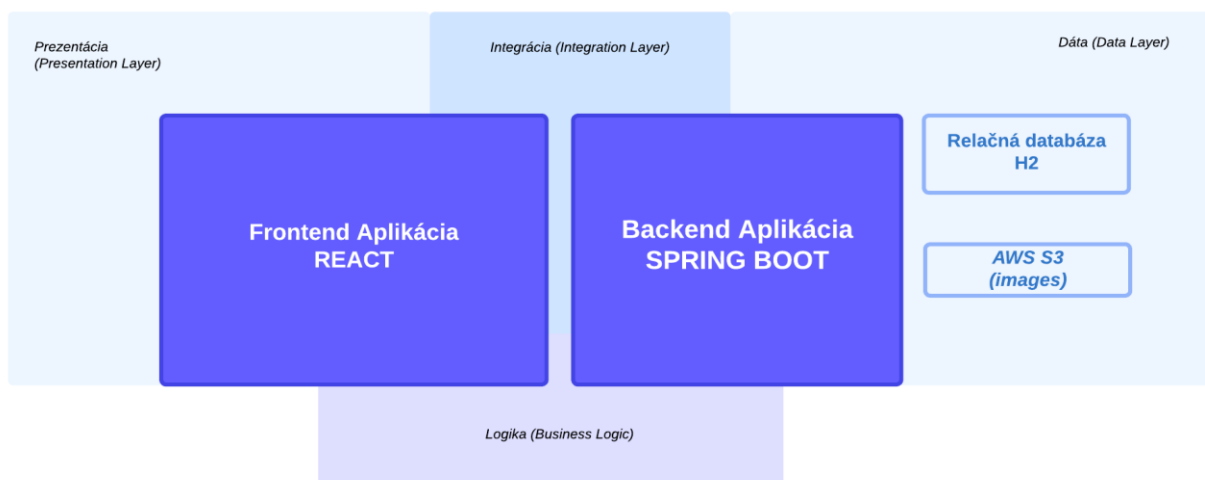 Prezentácia
(Presentation Layer)
Integrácia (Integration Layer)
Dáta (Data Layer)
Frontend Aplikácia
REACT
Backend Aplikácia
SPRING BOOT
Relačná databáza
H2
AWS S3
(images)
Logika (Business Logic)